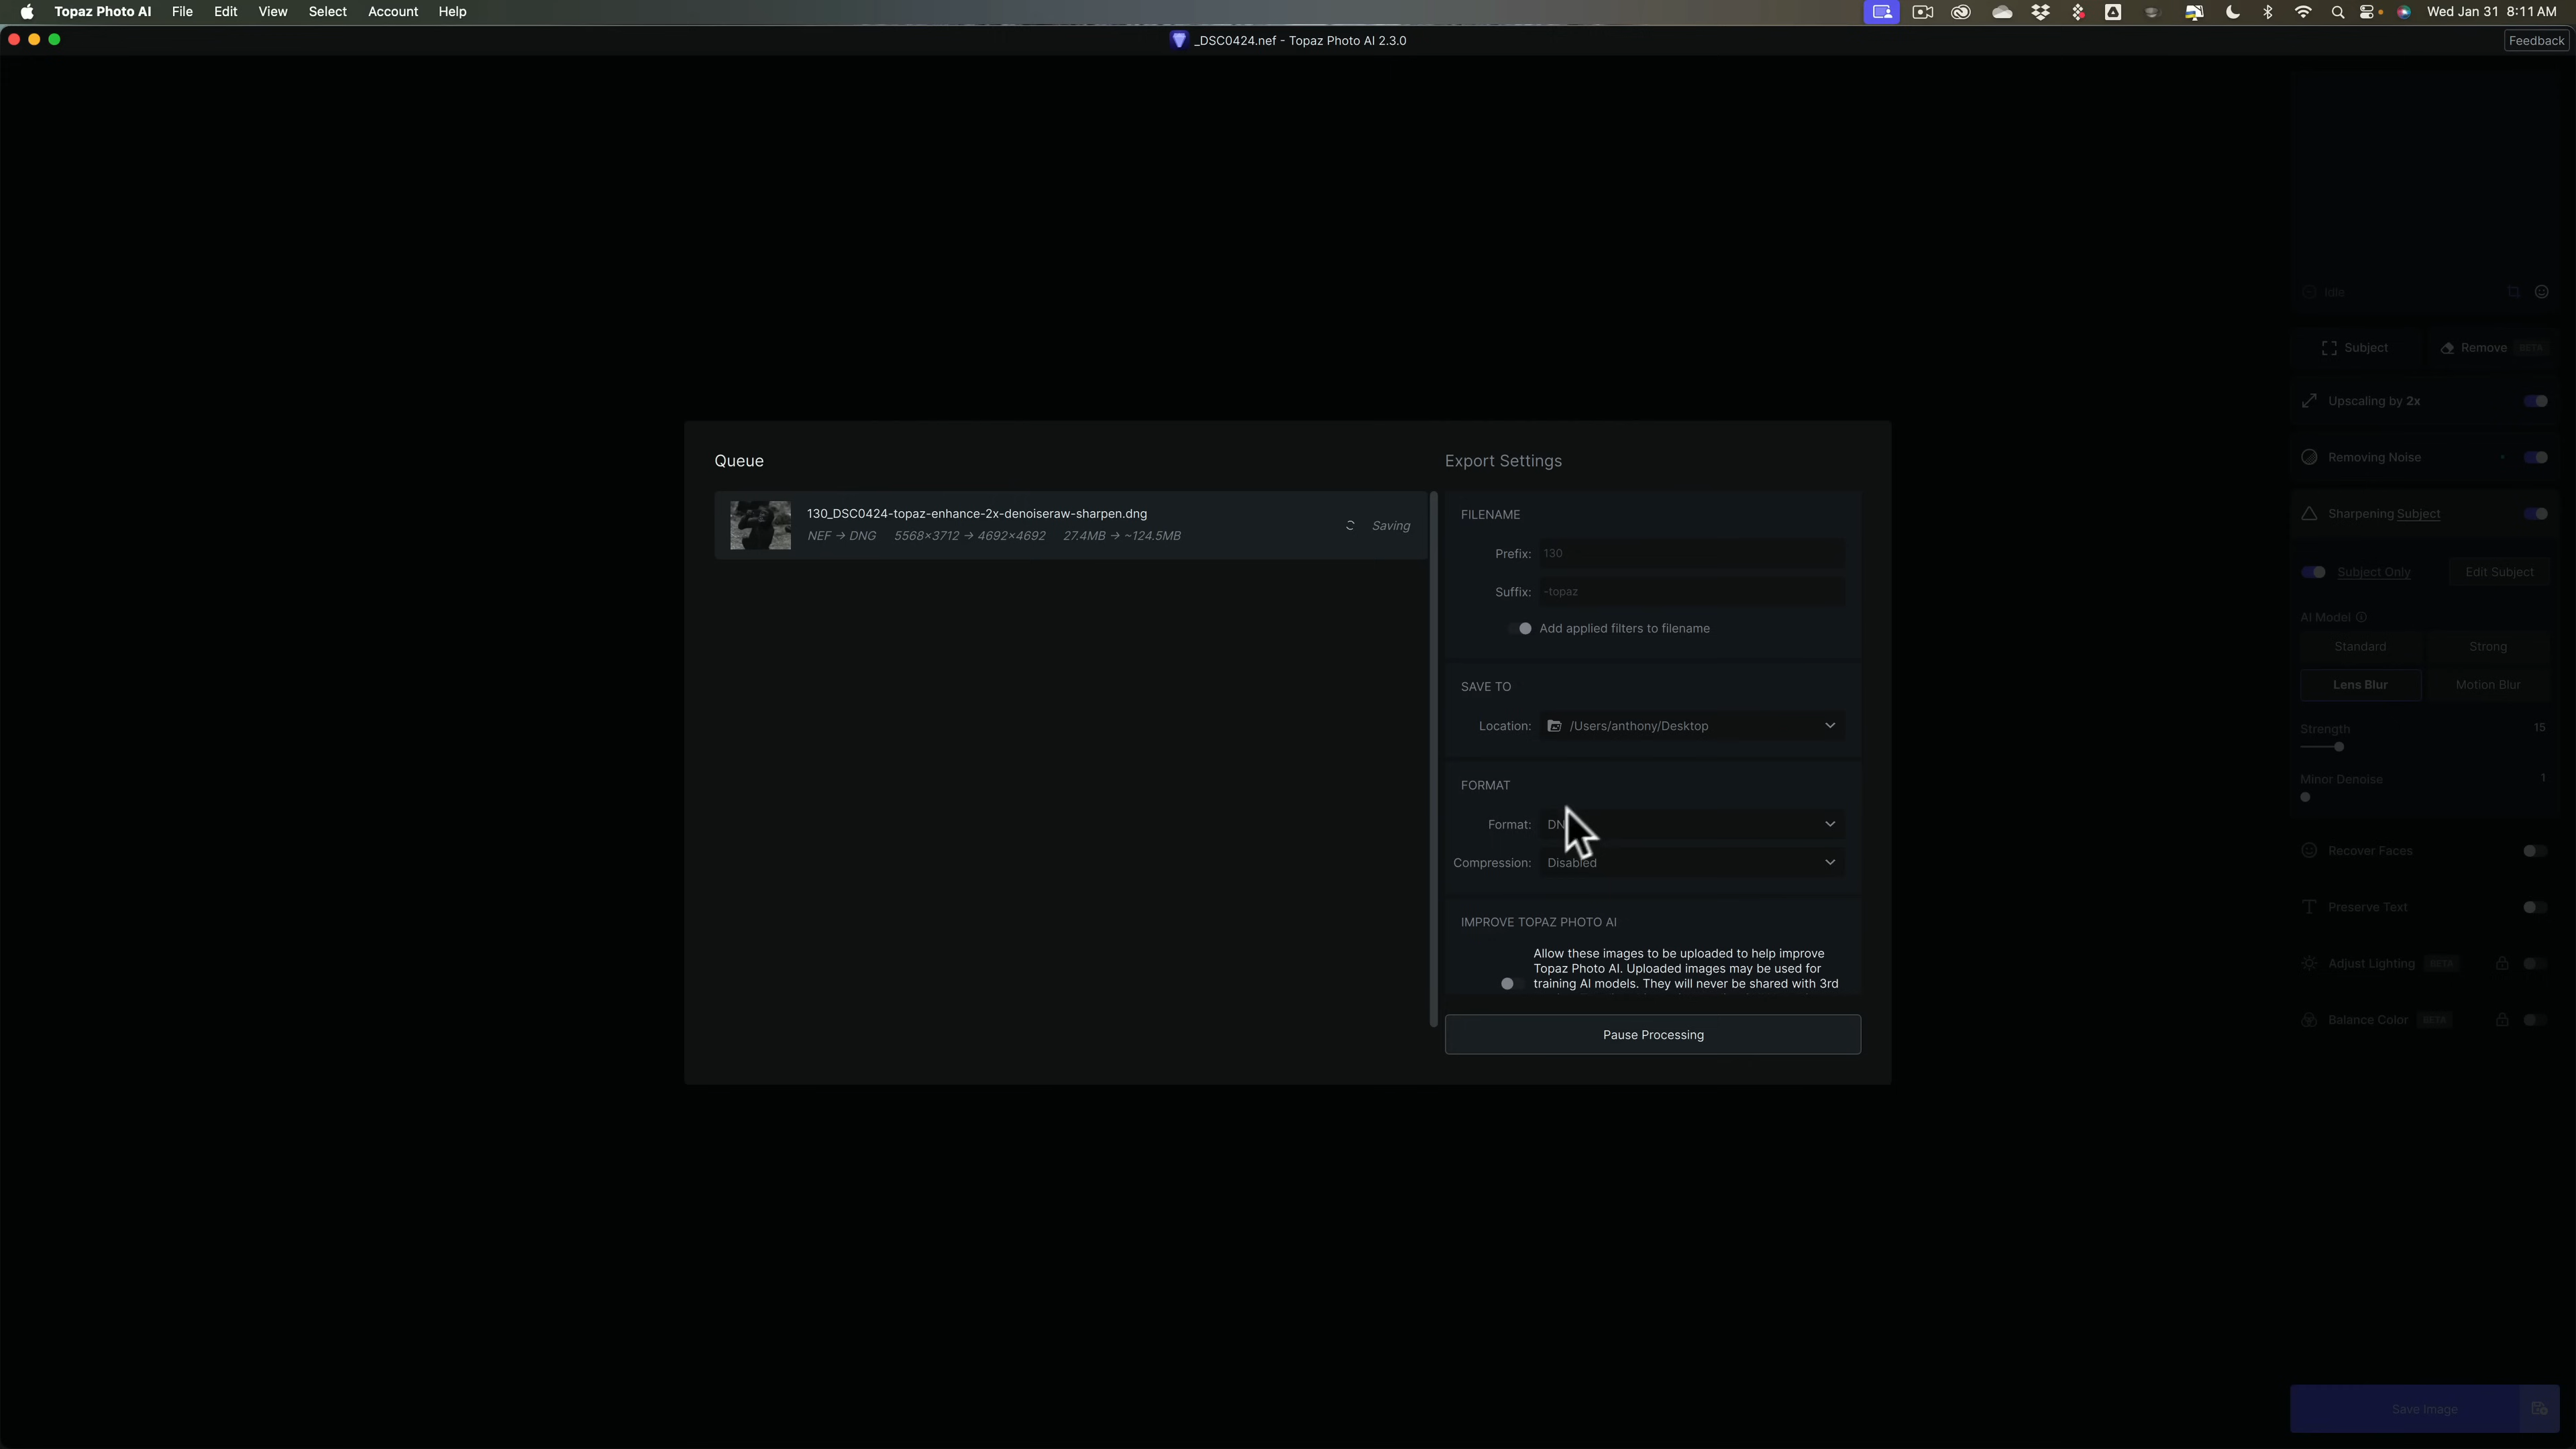 Topaz Photo AI File Edit View Select Account Help Wed Jan 31 8:11 AM
_DSC0424.nef - Topaz Photo AI 2.3.0
Feedback
Idle
Subject Remove BETA
Upscaling by 2x
Removing Noise
Sharpening Subject
Subject Only Edit Subject
AI Model
Standard Strong
Lens Blur Motion Blur
Strength 15
Minor Denoise 1
Recover Faces
Preserve Text
Adjust Lighting BETA
Balance Color BETA
Save Image
Queue
130_DSC0424-topaz-enhance-2x-denoiseraw-sharpen.dng
NEF → DNG 5568×3712 → 4692×4692 27.4MB → ~124.5MB
Saving
Export Settings
FILENAME
Prefix: 130
Suffix: -topaz
Add applied filters to filename
SAVE TO
Location: /Users/anthony/Desktop
FORMAT
Format: DN
Compression: Disabled
IMPROVE TOPAZ PHOTO AI
Allow these images to be uploaded to help improve
Topaz Photo AI. Uploaded images may be used for
training AI models. They will never be shared with 3rd
Pause Processing